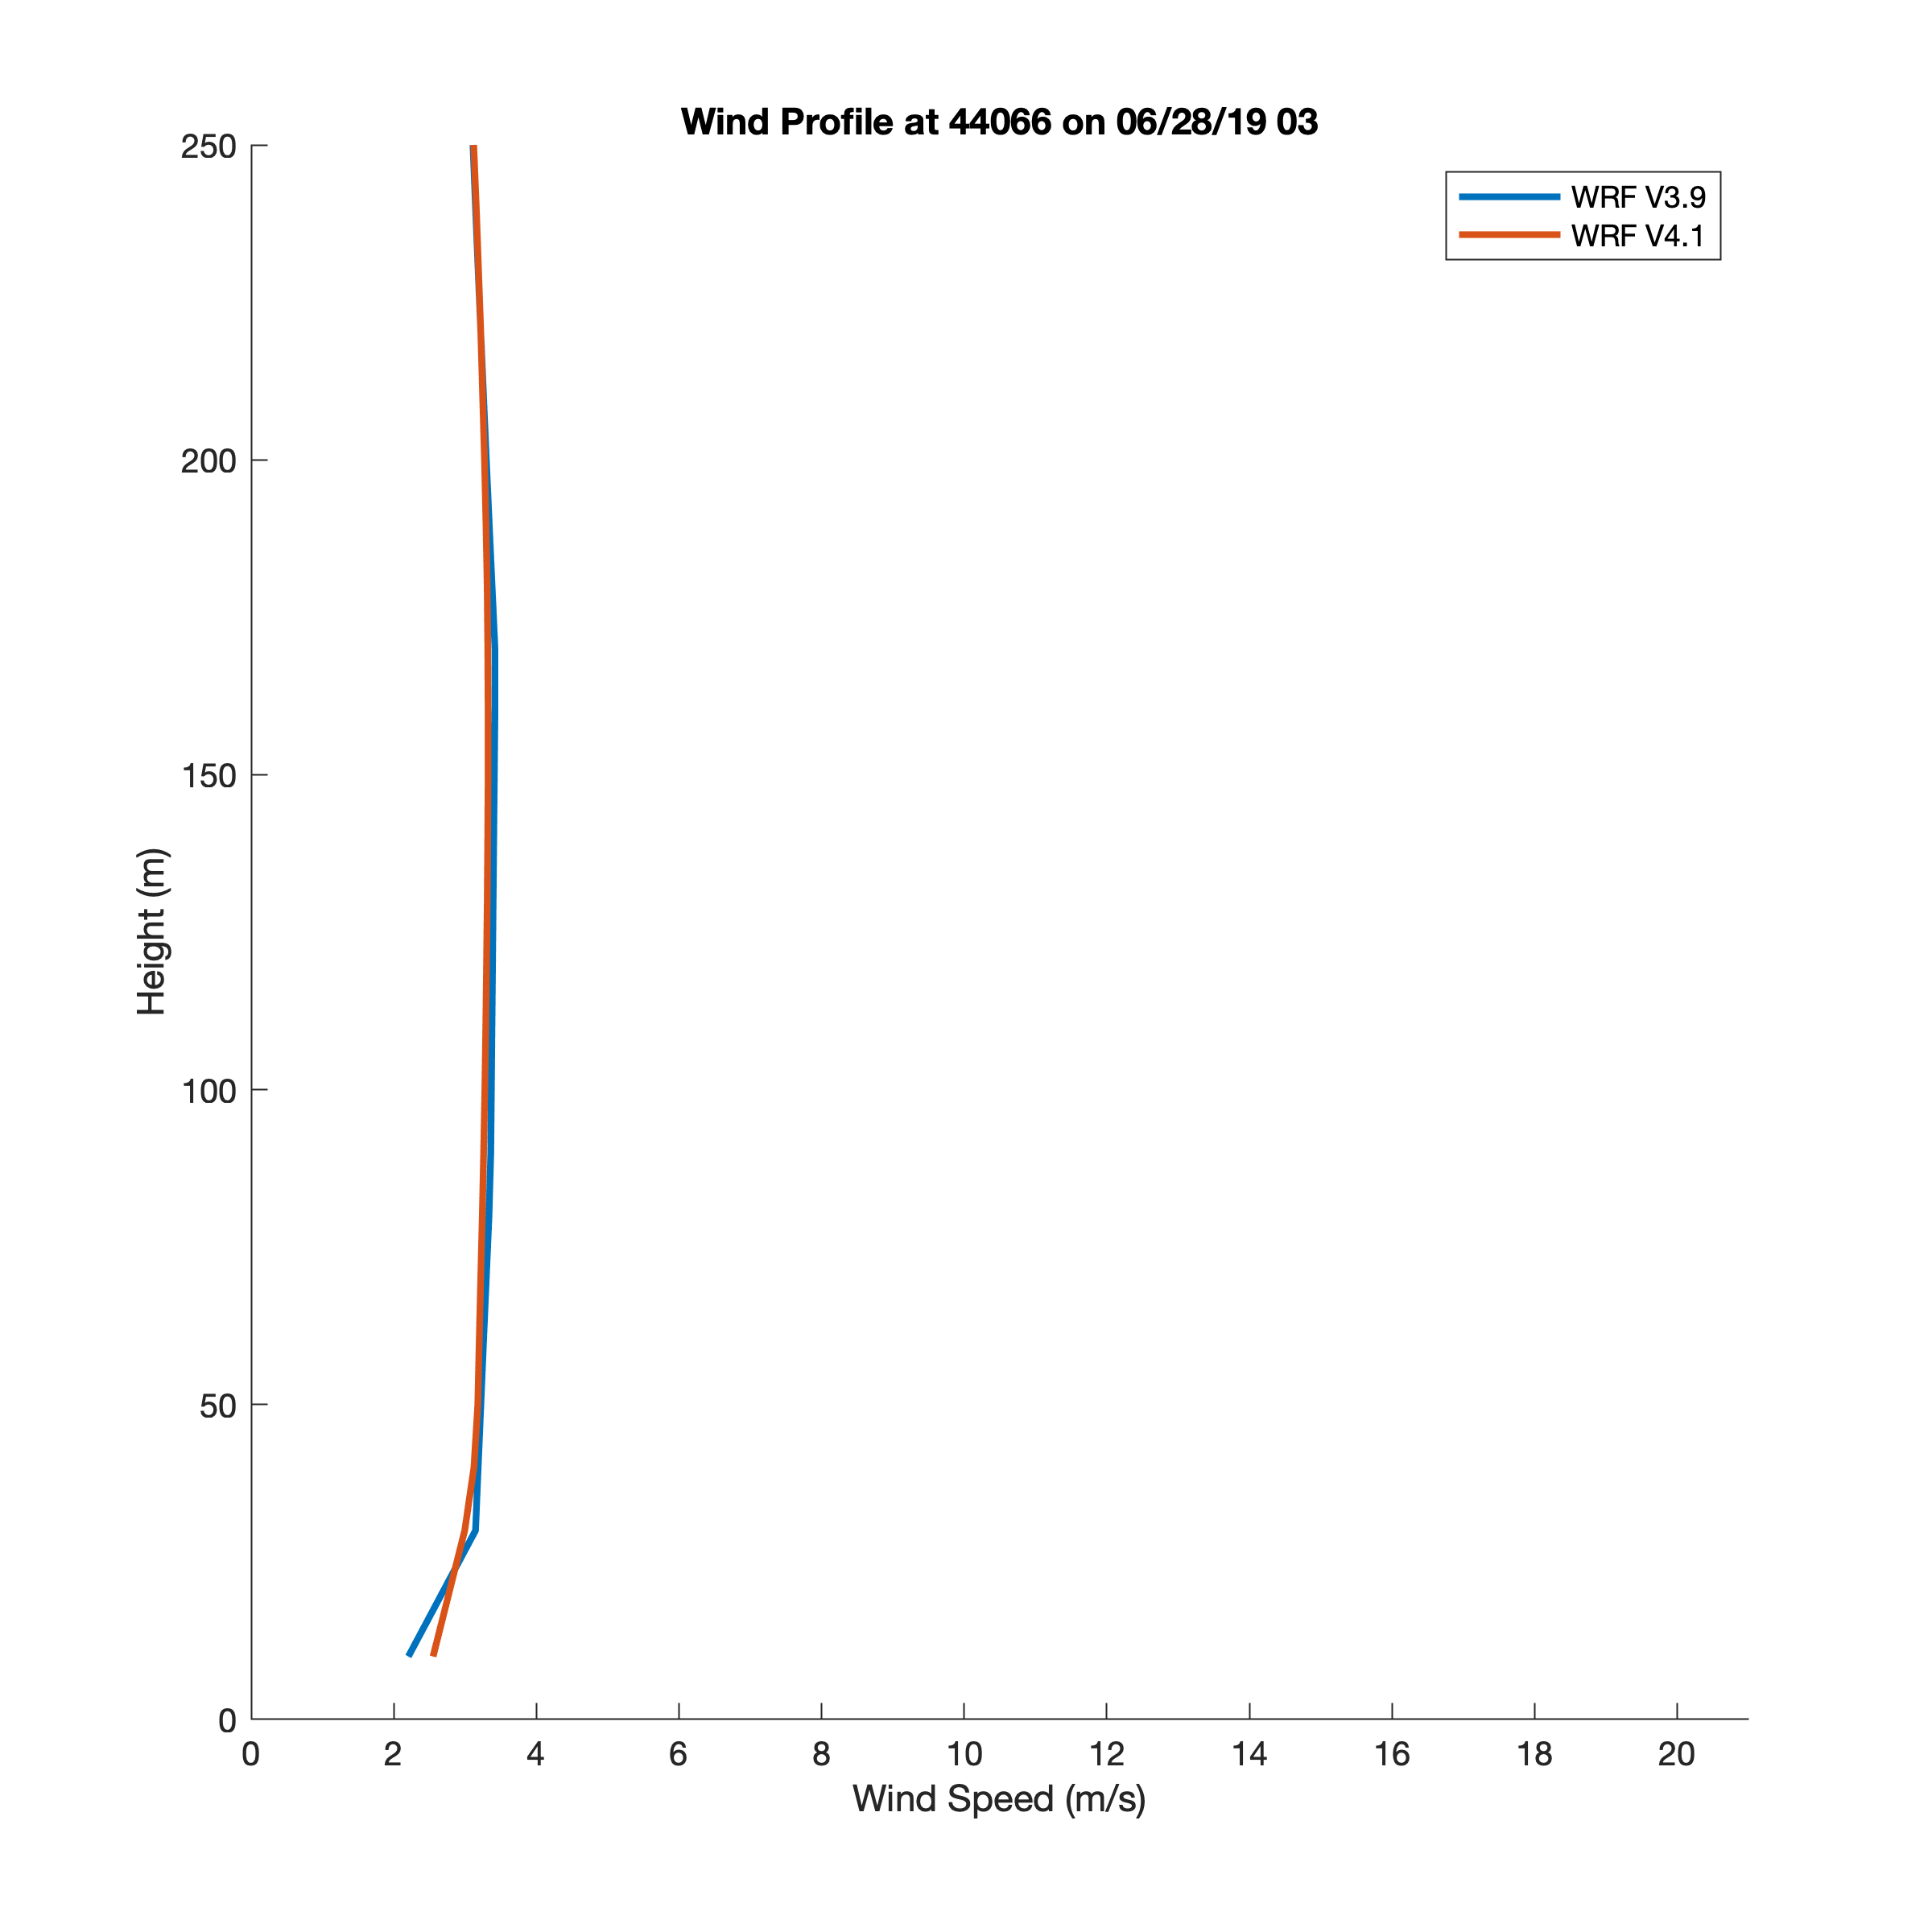 Wind Profile at 44066 on 06/28/19 03
WRF V3.9
WRF V4.1
250
200
150
100
50
0
Height (m)
0 2 4 6 8 10 12 14 16 18 20
Wind Speed (m/s)